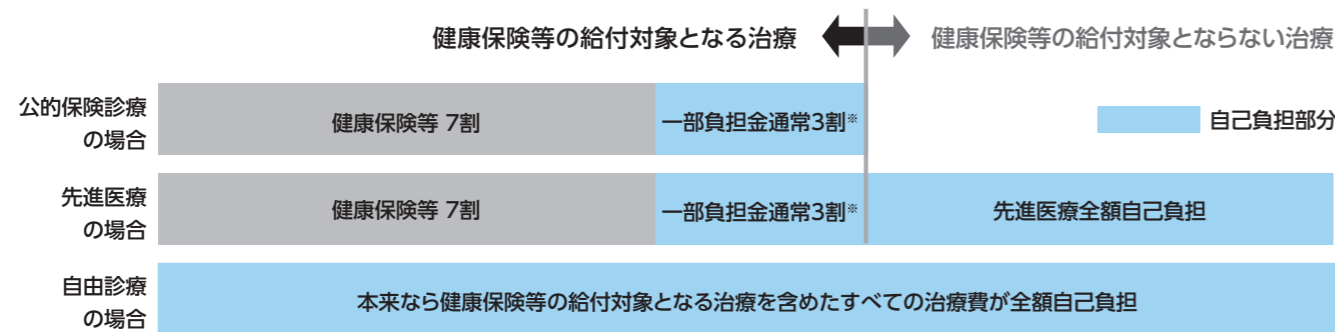 健康保険等の給付対象となる治療
健康保険等の給付対象とならない治療
公的保険診療
の場合
健康保険等 7割
一部負担金通常3割※
自己負担部分
先進医療
の場合
健康保険等 7割
一部負担金通常3割※
先進医療全額自己負担
自由診療
の場合
本来なら健康保険等の給付対象となる治療を含めたすべての治療費が全額自己負担